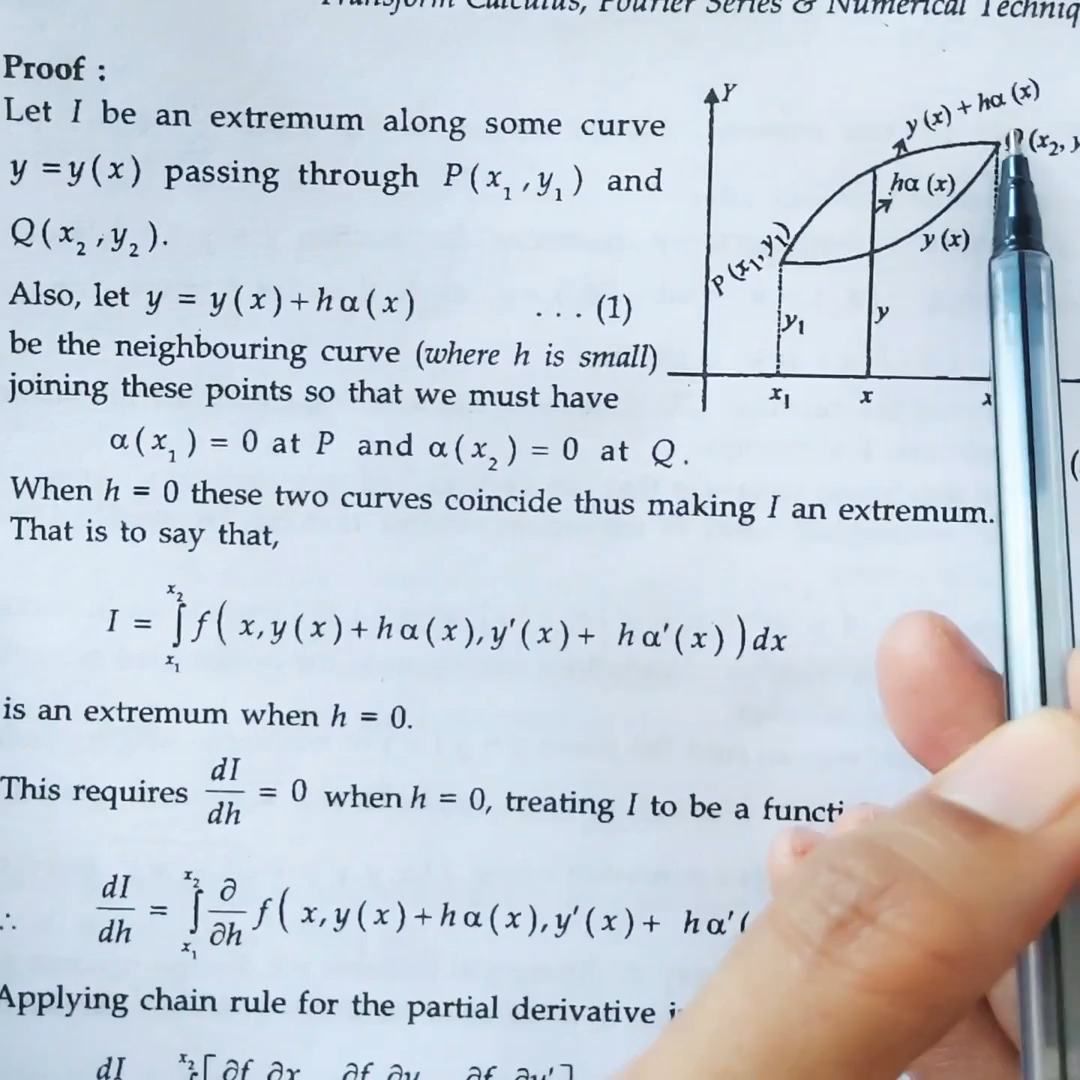 Transform Calculus, Fourier Series & Numerical
Proof :
Let I be an extremum along some curve
y = y(x) passing through P(x₁, y₁) and
Q(x₂, y₂).
Also, let y = y(x) + hα(x) ... (1)
be the neighbouring curve (where h is small)
joining these points so that we must have
α(x₁) = 0 at P and α(x₂) = 0 at Q.
When h = 0 these two curves coincide thus making I an extremum.
That is to say that,
I = ∫_{x₁}^{x₂} f(x, y(x) + hα(x), y′(x) + hα′(x)) dx
is an extremum when h = 0.
This requires dI/dh = 0 when h = 0, treating I to be a
∴ dI/dh = ∫_{x₁}^{x₂} ∂/∂h f(x, y(x) + hα(x), y′(x) + hα′(
Applying chain rule for the partial derivative
Y
y(x) + hα(x)
(x₂,
hα(x)
y(x)
P(x₁, y₁)
y₁
y
x₁
x